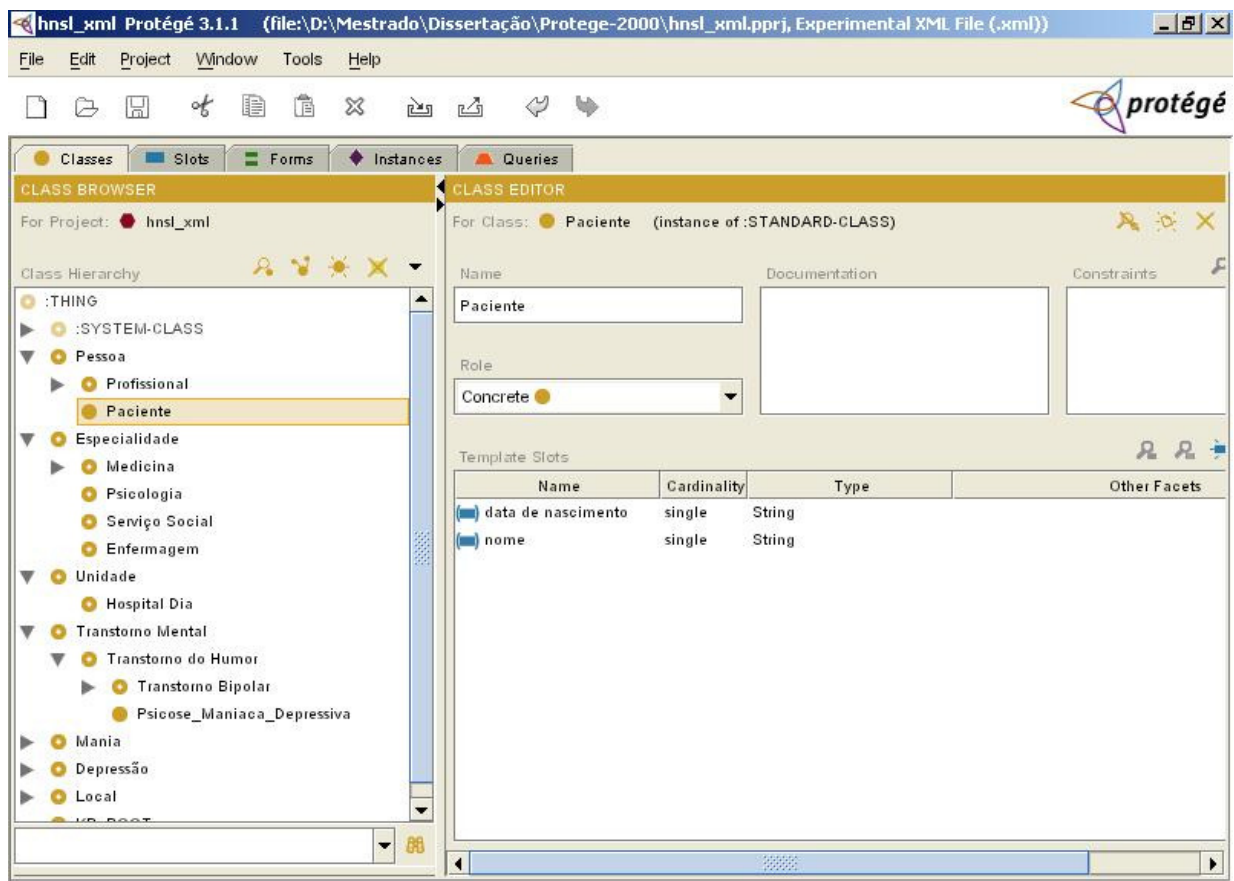 hnsl_xml Protégé 3.1.1 (file:\D:\Mestrado\Dissertação\Protege-2000\hnsl_xml.pprj, Experimental XML File (.xml))
File Edit Project Window Tools Help
protégé
Classes Slots Forms Instances Queries
CLASS BROWSER
For Project: hnsl_xml
Class Hierarchy
:THING
:SYSTEM-CLASS
Pessoa
Profissional
Paciente
Especialidade
Medicina
Psicologia
Serviço Social
Enfermagem
Unidade
Hospital Dia
Transtorno Mental
Transtorno do Humor
Transtorno Bipolar
Psicose_Maniaca_Depressiva
Mania
Depressão
Local
CLASS EDITOR
For Class: Paciente (instance of :STANDARD-CLASS)
Name Documentation Constraints
Paciente
Role
Concrete
Template Slots
Name Cardinality Type Other Facets
data de nascimento single String
nome single String